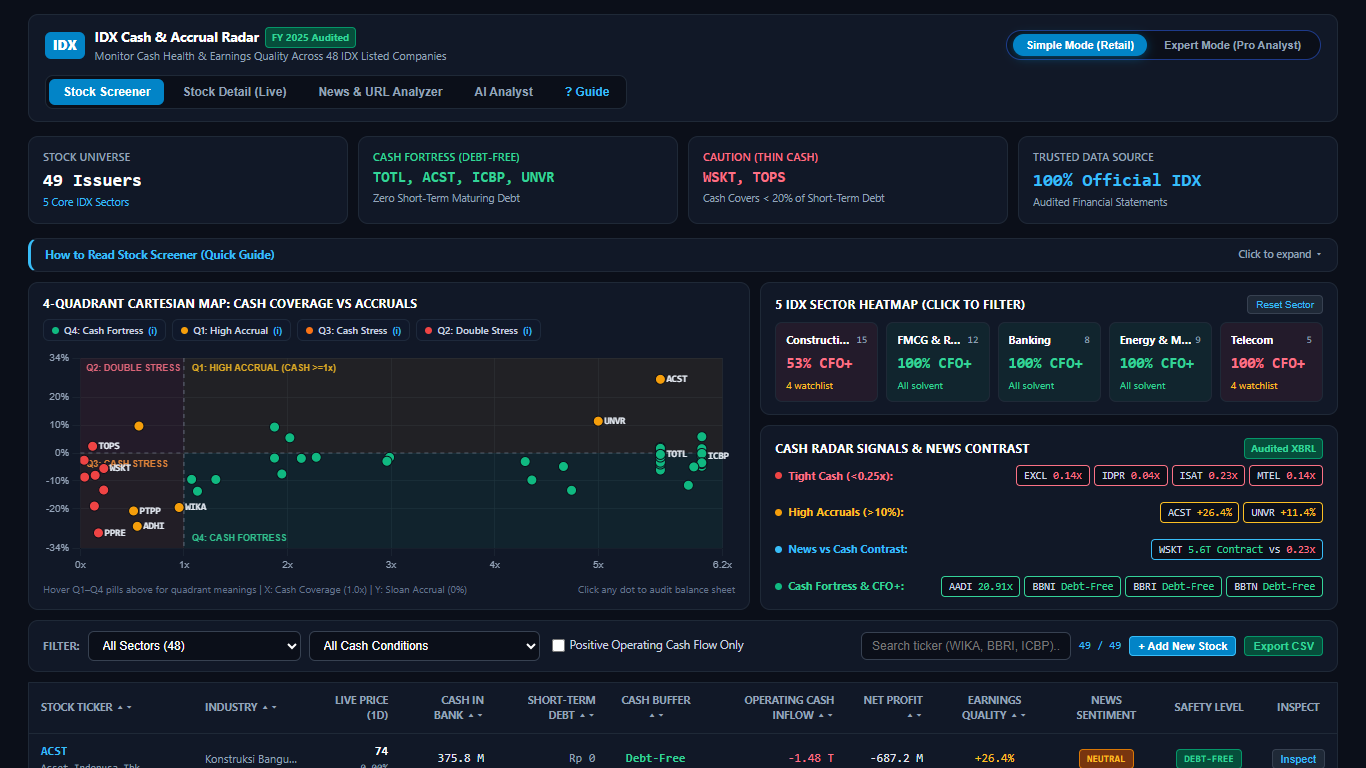 IDX
IDX Cash & Accrual Radar FY 2025 Audited
Monitor Cash Health & Earnings Quality Across 48 IDX Listed Companies
Simple Mode (Retail) Expert Mode (Pro Analyst)
Stock Screener Stock Detail (Live) News & URL Analyzer AI Analyst ? Guide
STOCK UNIVERSE
49 Issuers
5 Core IDX Sectors
CASH FORTRESS (DEBT-FREE)
TOTL, ACST, ICBP, UNVR
Zero Short-Term Maturing Debt
CAUTION (THIN CASH)
WSKT, TOPS
Cash Covers < 20% of Short-Term Debt
TRUSTED DATA SOURCE
100% Official IDX
Audited Financial Statements
How to Read Stock Screener (Quick Guide) Click to expand
4-QUADRANT CARTESIAN MAP: CASH COVERAGE VS ACCRUALS
Q4: Cash Fortress (i) Q1: High Accrual (i) Q3: Cash Stress (i) Q2: Double Stress (i)
34%
Q2: DOUBLE STRESS Q1: HIGH ACCRUAL (CASH >=1x)
ACST
20%
UNVR
10%
TOPS
0%
TOTL ICBP
Q3: CASH STRESS
WSKT
-10%
-20%
WIKA
PTPP
ADHI
PPRE
Q4: CASH FORTRESS
-34%
0x 1x 2x 3x 4x 5x 6.2x
Hover Q1–Q4 pills above for quadrant meanings | X: Cash Coverage (1.0x) | Y: Sloan Accrual (0%) Click any dot to audit balance sheet
5 IDX SECTOR HEATMAP (CLICK TO FILTER) Reset Sector
Constructi... 15
53% CFO+
4 watchlist
FMCG & R... 12
100% CFO+
All solvent
Banking 8
100% CFO+
All solvent
Energy & M... 9
100% CFO+
All solvent
Telecom 5
100% CFO+
4 watchlist
CASH RADAR SIGNALS & NEWS CONTRAST Audited XBRL
Tight Cash (<0.25x): EXCL 0.14x IDPR 0.04x ISAT 0.23x MTEL 0.14x
High Accruals (>10%): ACST +26.4% UNVR +11.4%
News vs Cash Contrast: WSKT 5.6T Contract vs 0.23x
Cash Fortress & CFO+: AADI 20.91x BBNI Debt-Free BBRI Debt-Free BBTN Debt-Free
FILTER: All Sectors (48) All Cash Conditions Positive Operating Cash Flow Only Search ticker (WIKA, BBRI, ICBP).. 49 / 49 + Add New Stock Export CSV
STOCK TICKER INDUSTRY LIVE PRICE (1D) CASH IN BANK SHORT-TERM DEBT CASH BUFFER OPERATING CASH INFLOW NET PROFIT EARNINGS QUALITY NEWS SENTIMENT SAFETY LEVEL INSPECT
ACST Konstruksi Bangu... 74 375.8 M Rp 0 Debt-Free -1.48 T -687.2 M +26.4% NEUTRAL DEBT-FREE Inspect